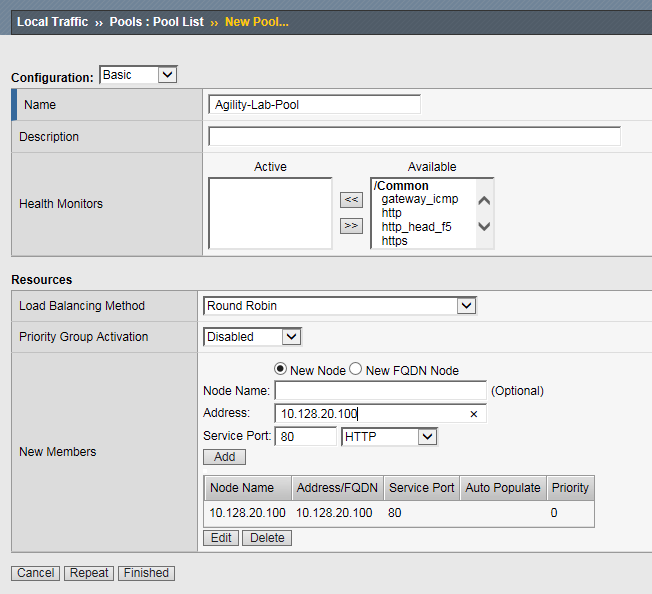 Local Traffic ›› Pools : Pool List ›› New Pool...
Configuration: Basic
Name Agility-Lab-Pool
Description
Health Monitors
Active
Available
<<
>>
/Common
gateway_icmp
http
http_head_f5
https
Resources
Load Balancing Method Round Robin
Priority Group Activation Disabled
New Members
New Node New FQDN Node
Node Name: (Optional)
Address: 10.128.20.100 ×
Service Port: 80 HTTP
Add
Node Name Address/FQDN Service Port Auto Populate Priority
10.128.20.100 10.128.20.100 80 0
Edit Delete
Cancel Repeat Finished